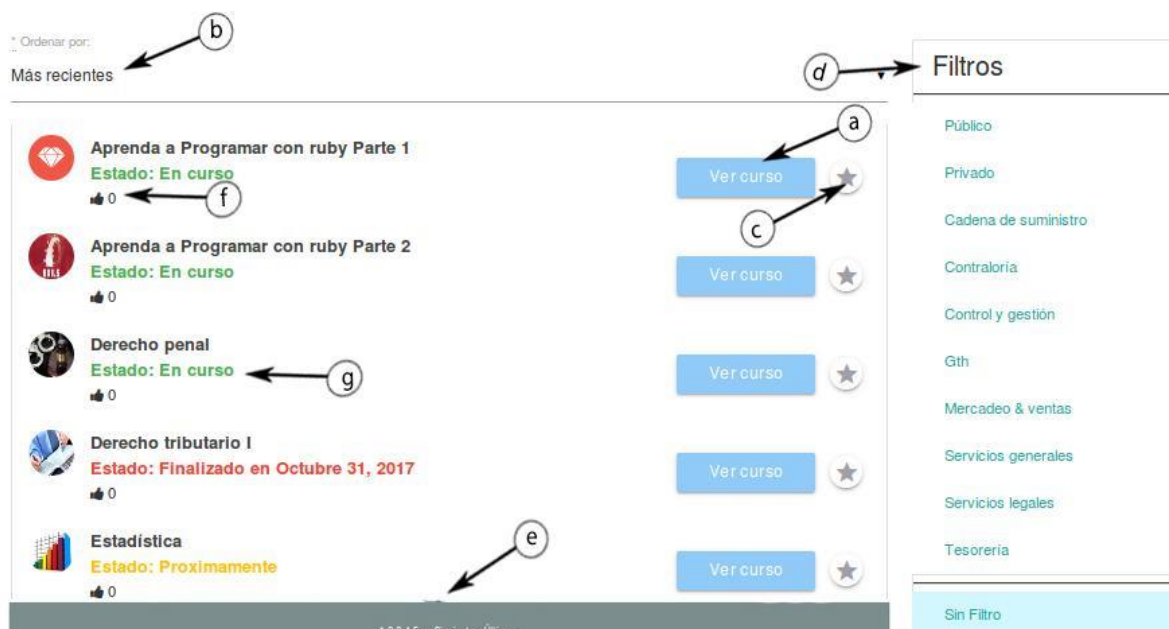 * Ordenar por:
Más recientes
b
d
Filtros
Aprenda a Programar con ruby Parte 1
Estado: En curso
0
f
Ver curso
a
c
Aprenda a Programar con ruby Parte 2
Estado: En curso
0
Ver curso
Derecho penal
Estado: En curso
0
g
Ver curso
Derecho tributario I
Estado: Finalizado en Octubre 31, 2017
0
Ver curso
Estadística
Estado: Proximamente
0
e
Ver curso
Público
Privado
Cadena de suministro
Contraloría
Control y gestión
Gth
Mercadeo & ventas
Servicios generales
Servicios legales
Tesorería
Sin Filtro